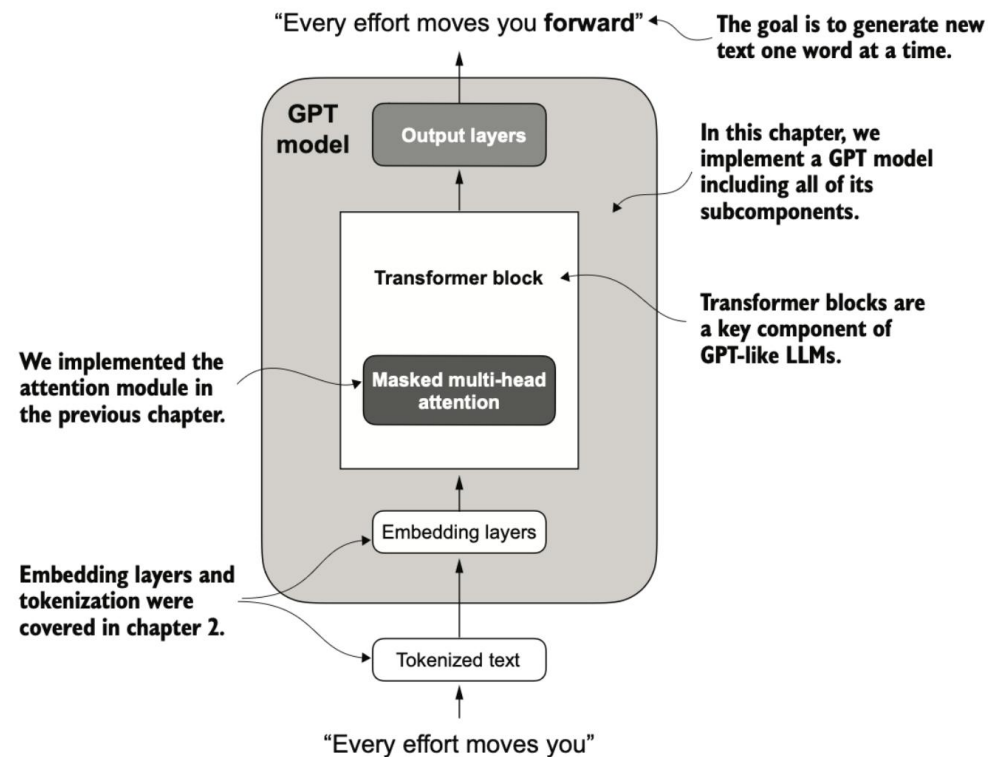 “Every effort moves you forward”
The goal is to generate new
text one word at a time.
GPT
model
Output layers
In this chapter, we
implement a GPT model
including all of its
subcomponents.
Transformer block
Transformer blocks are
a key component of
GPT-like LLMs.
We implemented the
attention module in
the previous chapter.
Masked multi-head
attention
Embedding layers
Embedding layers and
tokenization were
covered in chapter 2.
Tokenized text
“Every effort moves you”